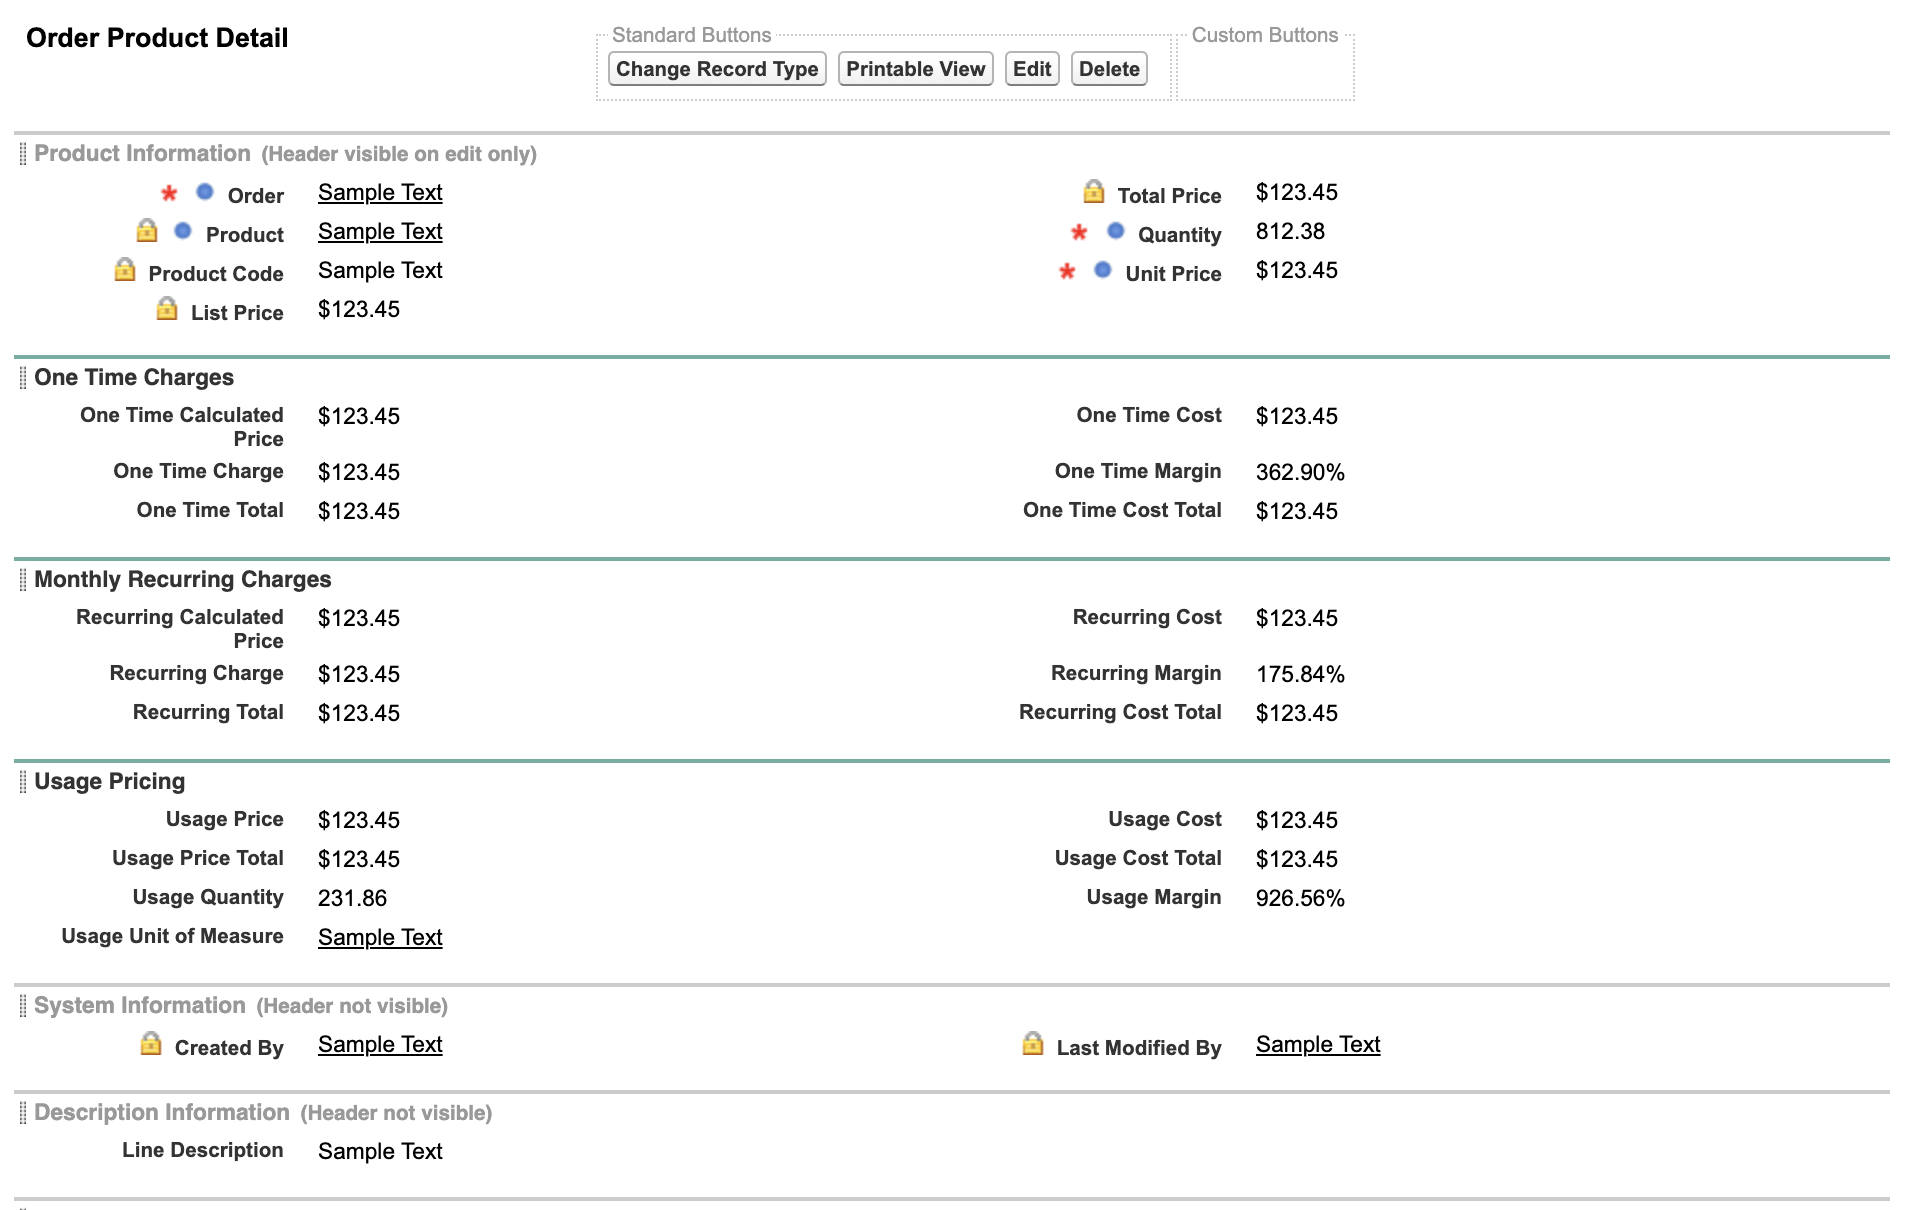 Order Product Detail
Standard Buttons
Custom Buttons
Change Record Type Printable View Edit Delete
Product Information (Header visible on edit only)
* Order Sample Text Total Price $123.45
Product Sample Text * Quantity 812.38
Product Code Sample Text * Unit Price $123.45
List Price $123.45
One Time Charges
One Time Calculated Price $123.45 One Time Cost $123.45
One Time Charge $123.45 One Time Margin 362.90%
One Time Total $123.45 One Time Cost Total $123.45
Monthly Recurring Charges
Recurring Calculated Price $123.45 Recurring Cost $123.45
Recurring Charge $123.45 Recurring Margin 175.84%
Recurring Total $123.45 Recurring Cost Total $123.45
Usage Pricing
Usage Price $123.45 Usage Cost $123.45
Usage Price Total $123.45 Usage Cost Total $123.45
Usage Quantity 231.86 Usage Margin 926.56%
Usage Unit of Measure Sample Text
System Information (Header not visible)
Created By Sample Text Last Modified By Sample Text
Description Information (Header not visible)
Line Description Sample Text